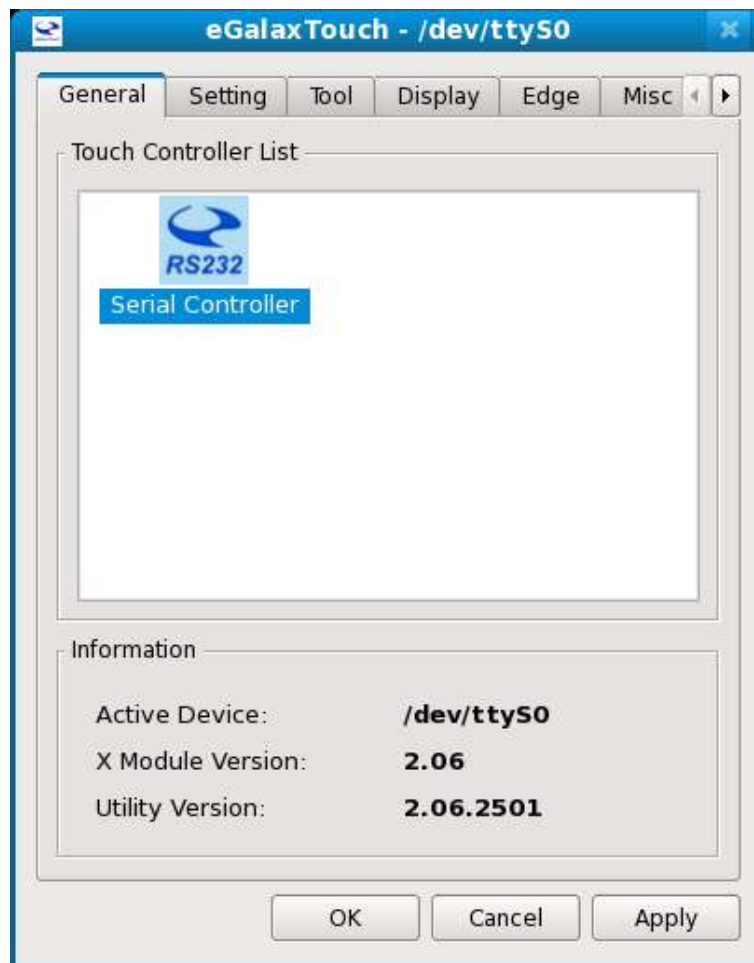 eGalaxTouch - /dev/ttyS0
General Setting Tool Display Edge Misc
Touch Controller List
RS232
Serial Controller
Information
Active Device: /dev/ttyS0
X Module Version: 2.06
Utility Version: 2.06.2501
OK Cancel Apply